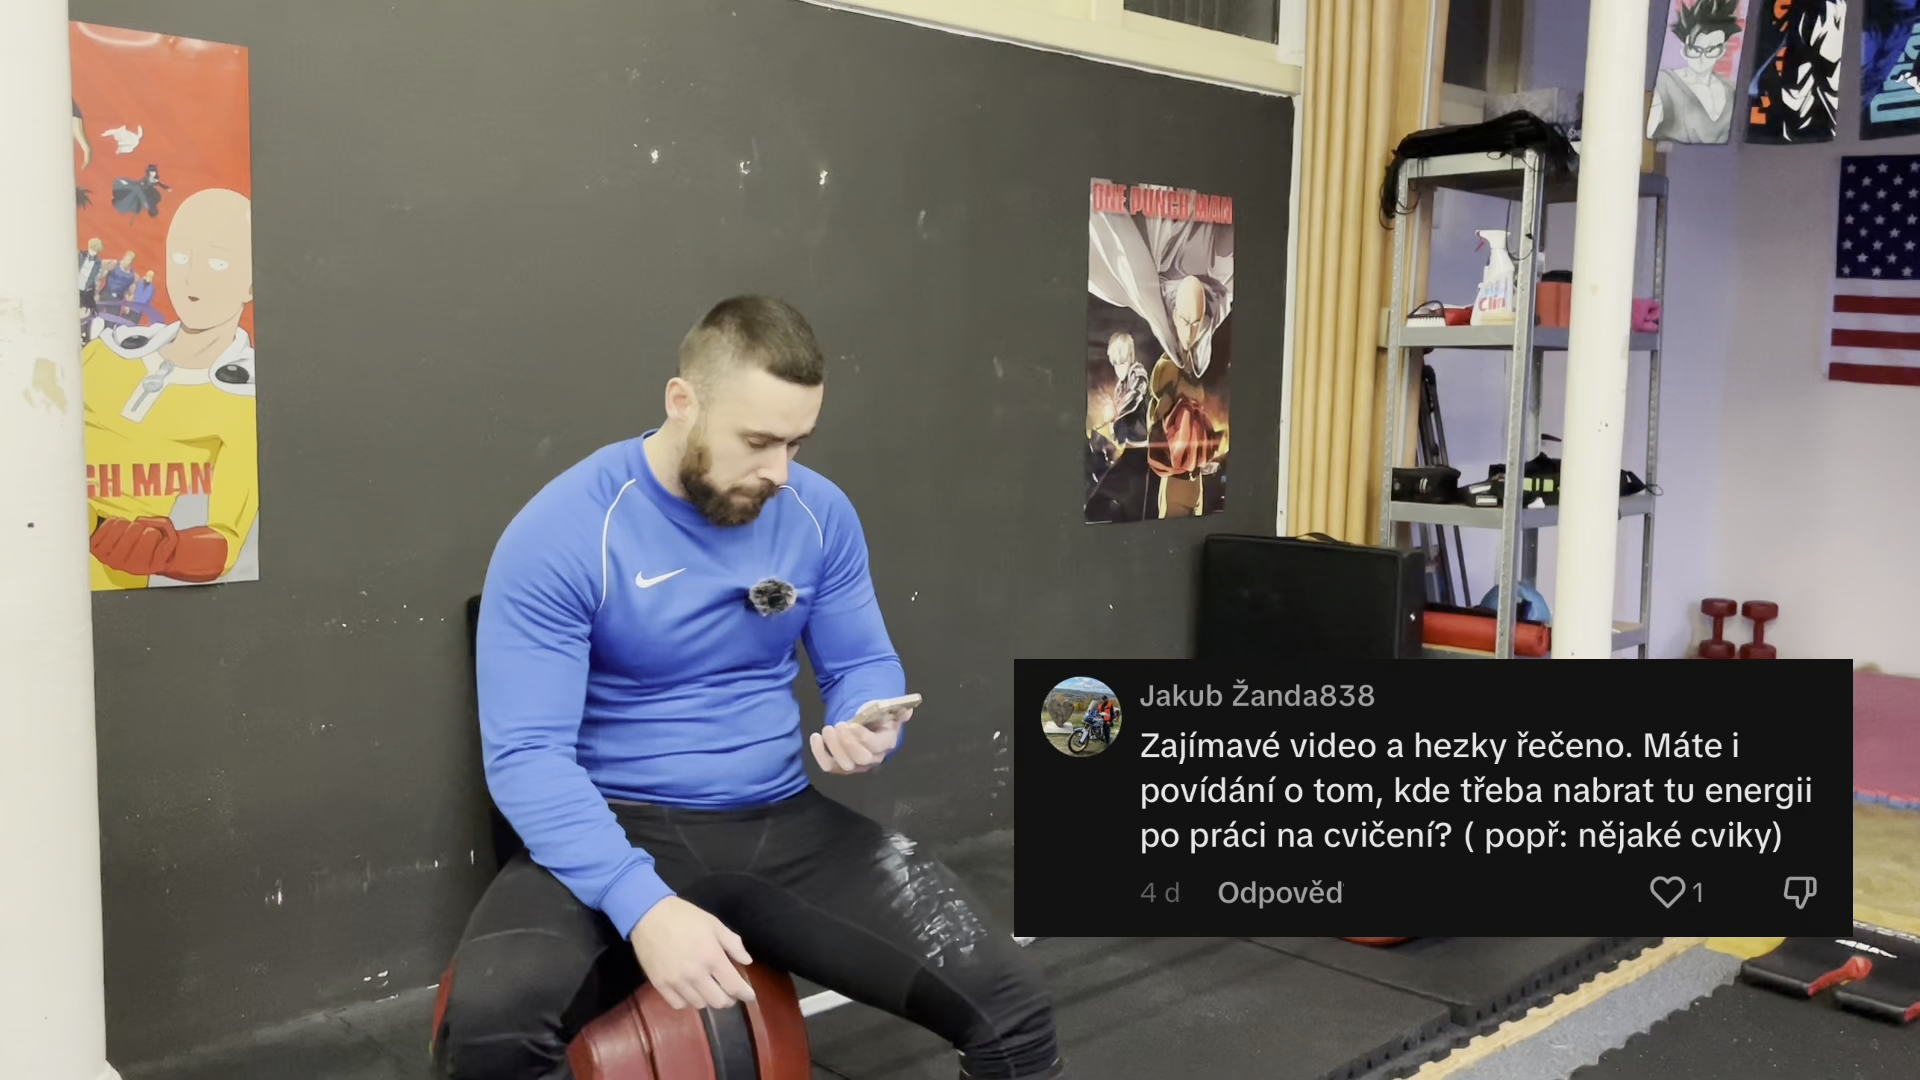 CH MAN
ONE PUNCH MAN
Clin
Jakub Žanda838
Zajímavé video a hezky řečeno. Máte i
povídání o tom, kde třeba nabrat tu energii
po práci na cvičení? ( popř: nějaké cviky)
4 d Odpověď 1